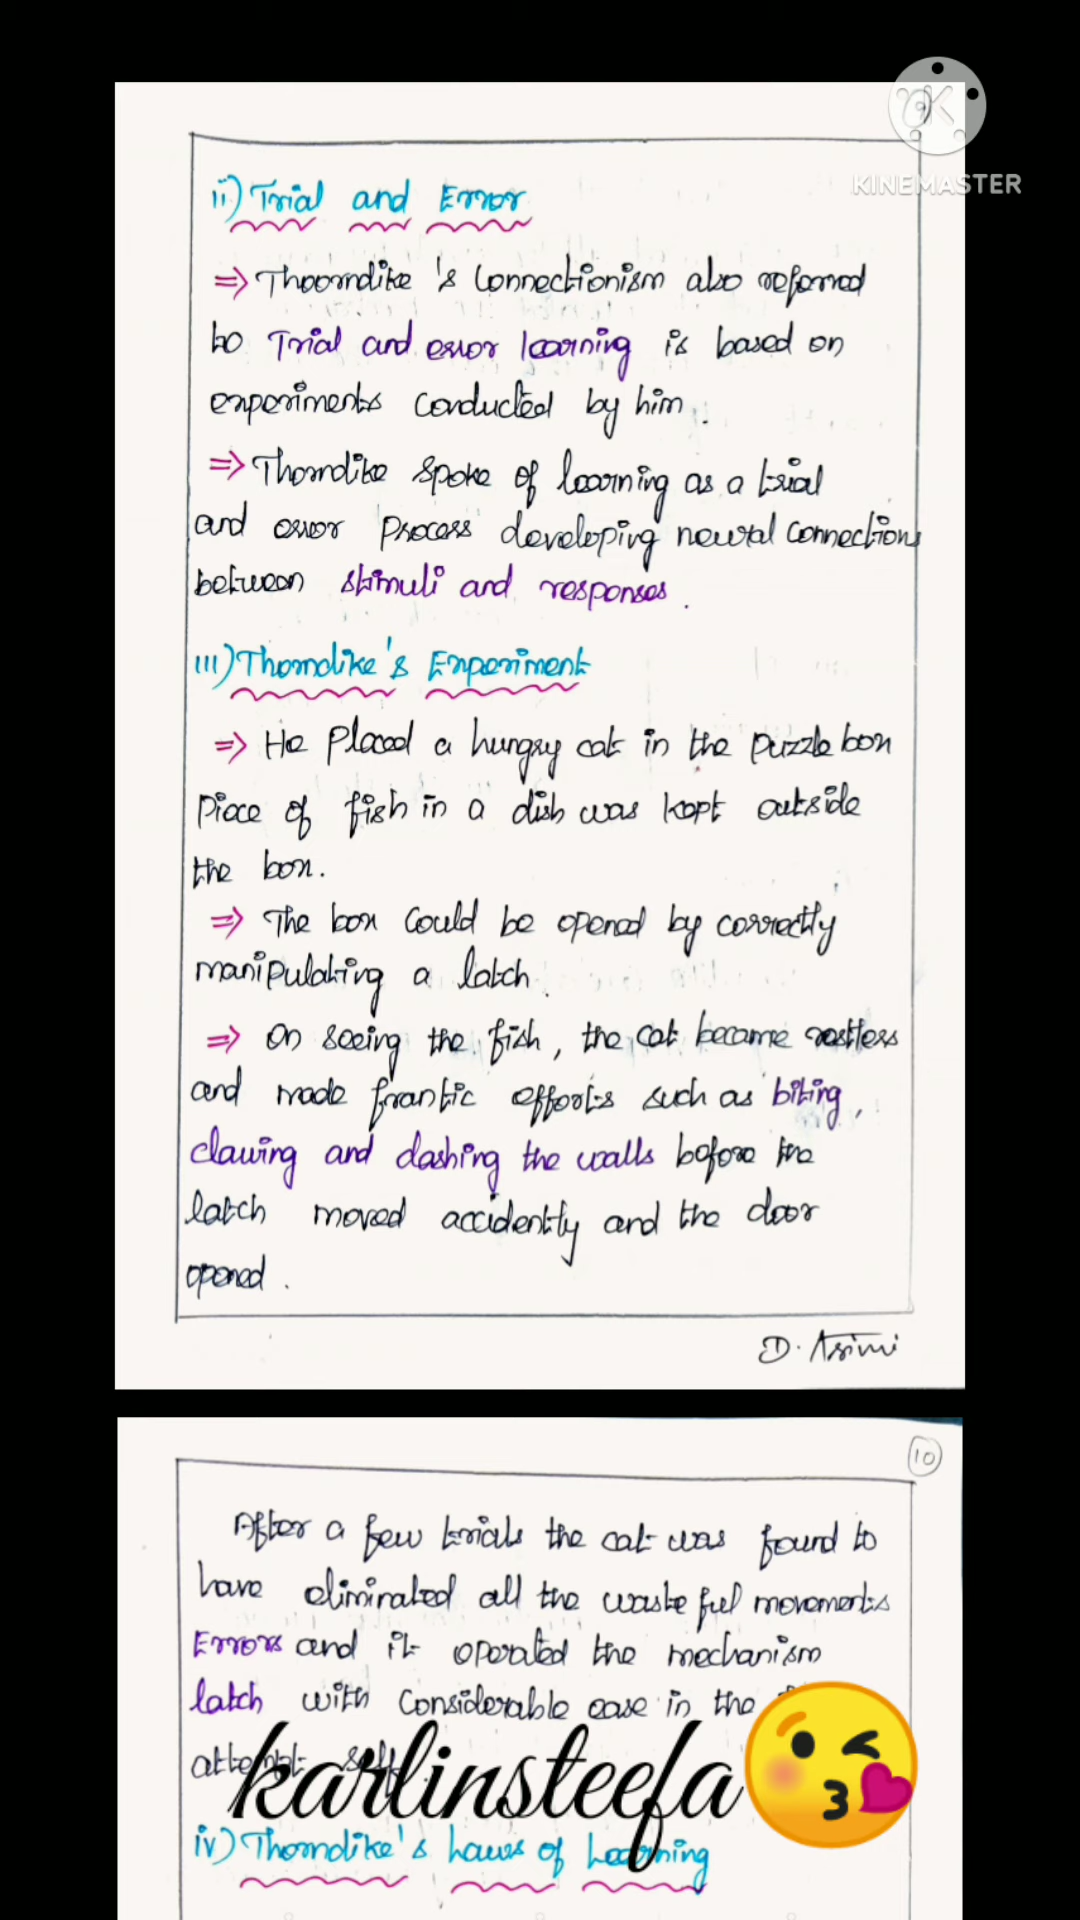 KINEMASTER
ii) Trial and Error
⇒ Thoorndike 's Connectionism also referred
to Trial and error learning is based on
experiments conducted by him.
⇒ Thorndike spoke of learning as a trial
and error process developing neural connections
between stimuli and responses.
iii) Thorndike's Experiment
⇒ He placed a hungry cat in the puzzle box
piece of fish in a dish was kept outside
the box.
⇒ The box could be opened by correctly
manipulating a latch.
⇒ On seeing the fish, the cat became restless
and made frantic efforts such as biting,
clawing and dashing the walls before the
latch moved accidently and the door
opened.
D. Asimi
10
After a few trials the cat was found to
have eliminated all the waste ful movements
Errors and it operated the mechanism
latch with considerable ease in the
attempt
karlinsteefa
iv) Thorndike's Laws of Learning